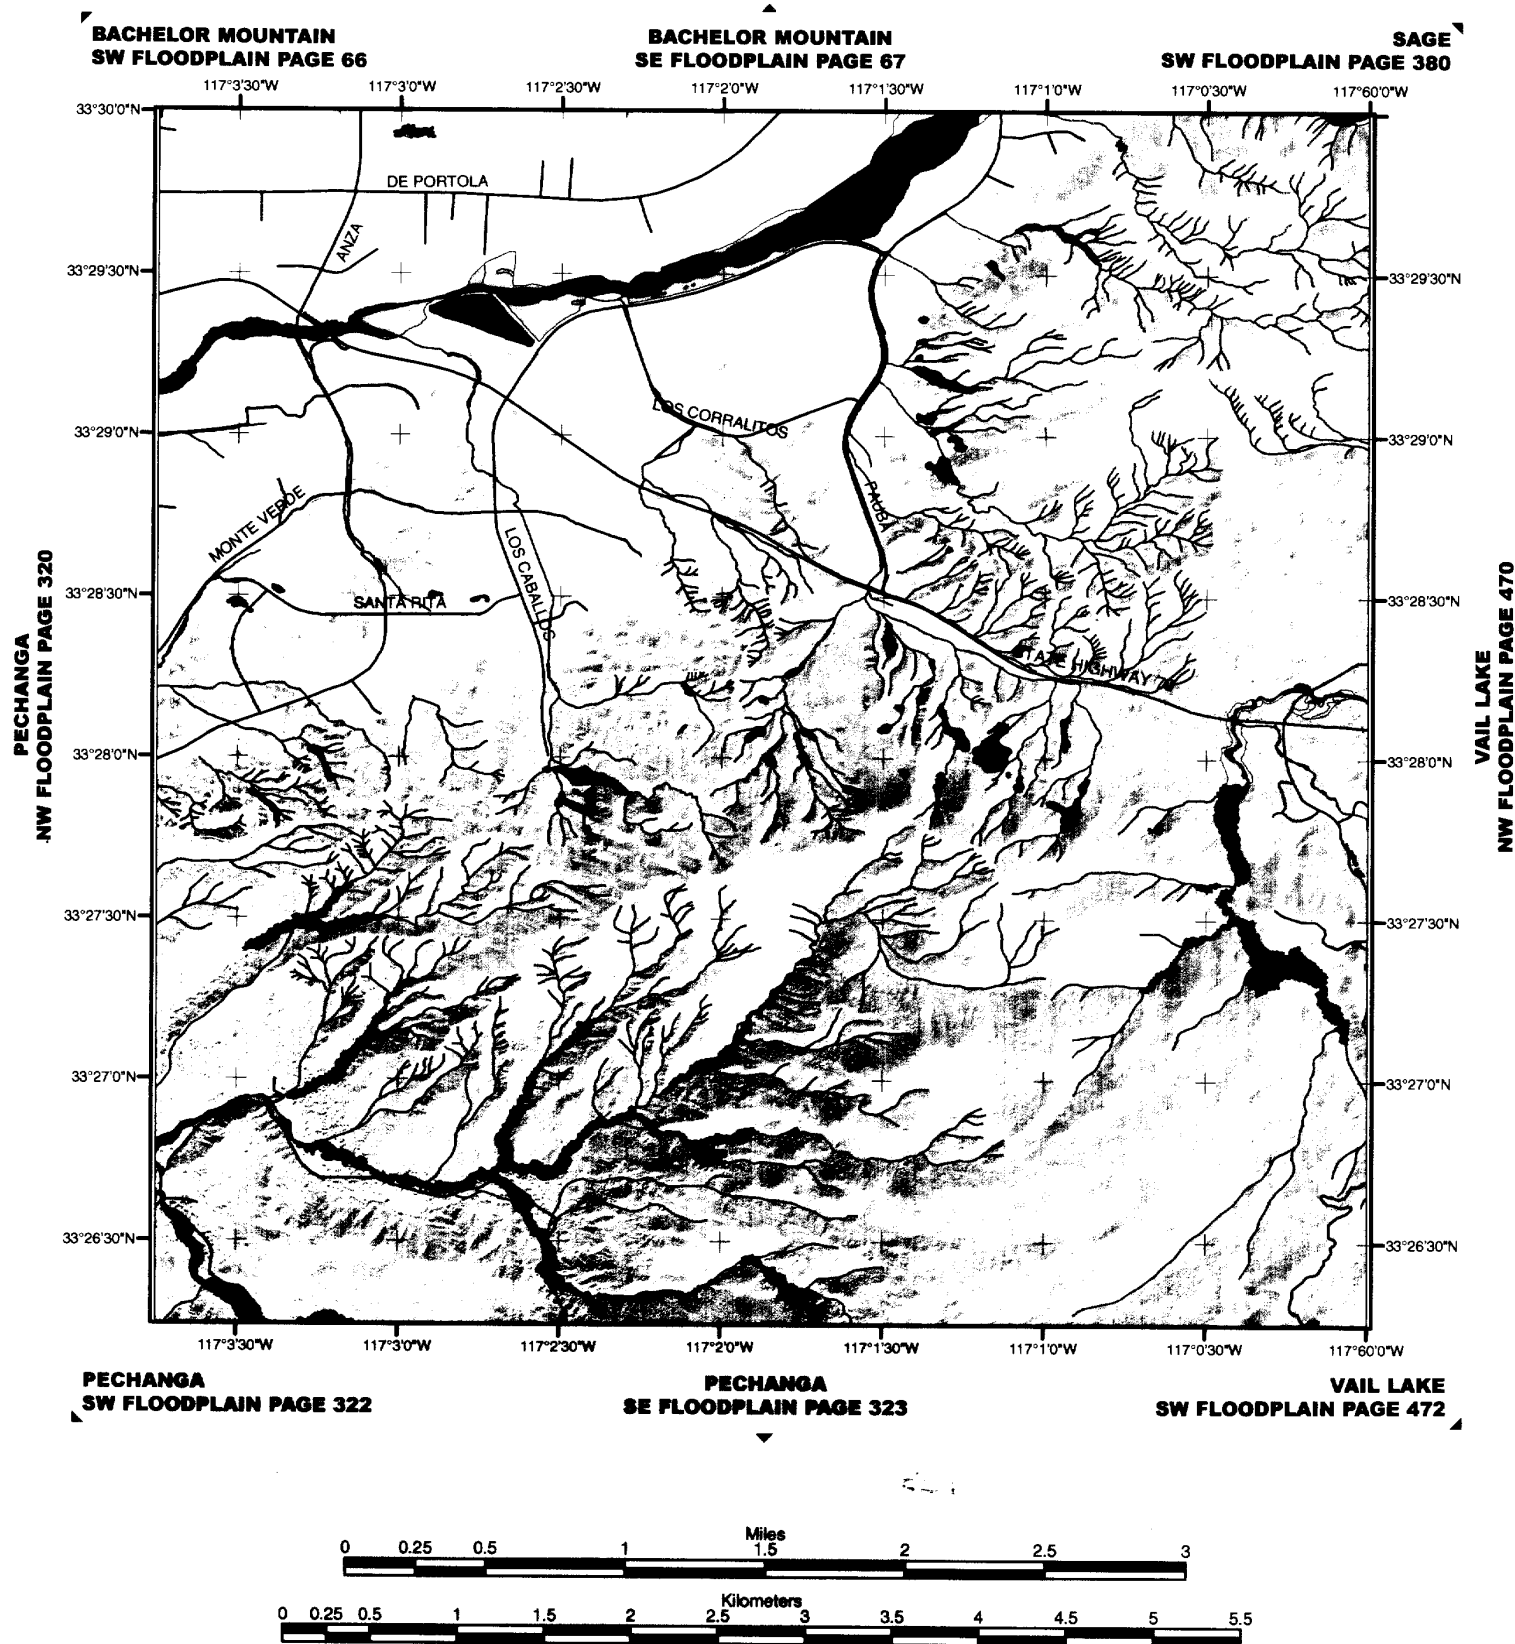 BACHELOR MOUNTAIN
SW FLOODPLAIN PAGE 66
BACHELOR MOUNTAIN
SE FLOODPLAIN PAGE 67
SAGE
SW FLOODPLAIN PAGE 380
117°3'30"W 117°3'0"W 117°2'30"W 117°2'0"W 117°1'30"W 117°1'0"W 117°0'30"W 117°60'0"W
33°30'0"N
DE PORTOLA
ANZA
33°29'30"N 33°29'30"N
LOS CORRALITOS
33°29'0"N 33°29'0"N
PAUBA
MONTE VERDE
LOS CABALLOS
33°28'30"N 33°28'30"N
SANTA RITA
STATE HIGHWAY 79
PECHANGA
NW FLOODPLAIN PAGE 320
VAIL LAKE
NW FLOODPLAIN PAGE 470
33°28'0"N 33°28'0"N
33°27'30"N 33°27'30"N
33°27'0"N 33°27'0"N
33°26'30"N 33°26'30"N
117°3'30"W 117°3'0"W 117°2'30"W 117°2'0"W 117°1'30"W 117°1'0"W 117°0'30"W 117°60'0"W
PECHANGA
SW FLOODPLAIN PAGE 322
PECHANGA
SE FLOODPLAIN PAGE 323
VAIL LAKE
SW FLOODPLAIN PAGE 472
Miles
0 0.25 0.5 1 1.5 2 2.5 3
Kilometers
0 0.25 0.5 1 1.5 2 2.5 3 3.5 4 4.5 5 5.5